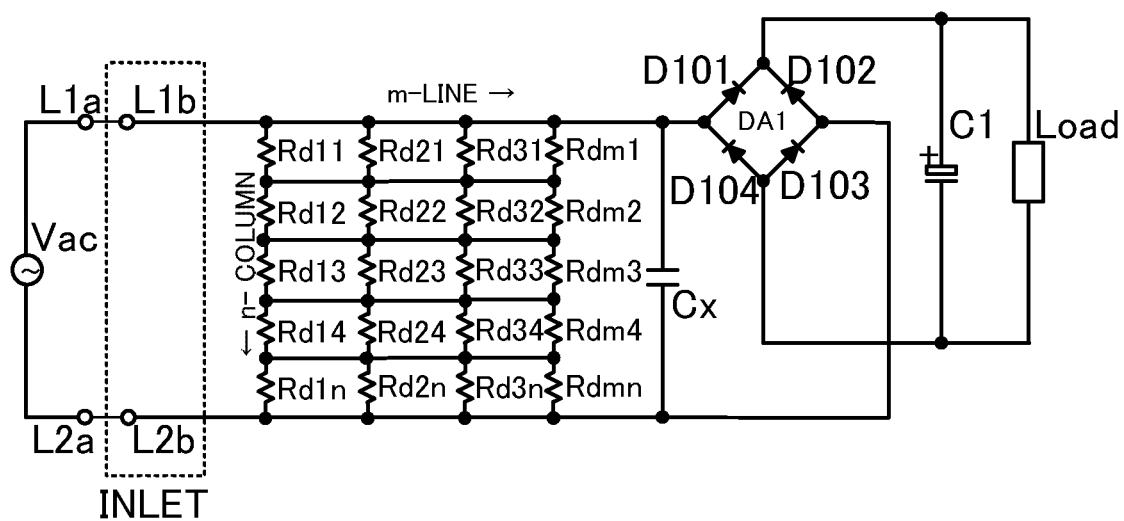 D101 D102
m-LINE →
L1a L1b
DA1
C1 Load
+
Rd11 Rd21 Rd31 Rdm1
D104 D103
← n- COLUMN
Rd12 Rd22 Rd32 Rdm2
Vac
~
Rd13 Rd23 Rd33 Rdm3
Cx
Rd14 Rd24 Rd34 Rdm4
Rd1n Rd2n Rd3n Rdmn
L2a L2b
INLET